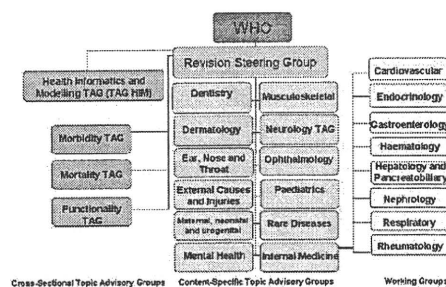 WHO
Revision Steering Group
Health Informatics and
Modelling TAG (TAG HIM)
Morbidity TAG
Mortality TAG
Functionality
TAG
Dentistry
Dermatology
Ear, Nose and
Throat
External Causes
and Injuries
Maternal, neonatal
and urogenital
Mental Health
Musculoskeletal
Neurology TAG
Ophthalmology
Paediatrics
Rare Diseases
Internal Medicine
Cardiovascular
Endocrinology
Gastroenterology
Haematology
Hepatology and
Pancreatobiliary
Nephrology
Respiratory
Rheumatology
Cross-Sectional Topic Advisory Groups
Content-Specific Topic Advisory Groups
Working Groups